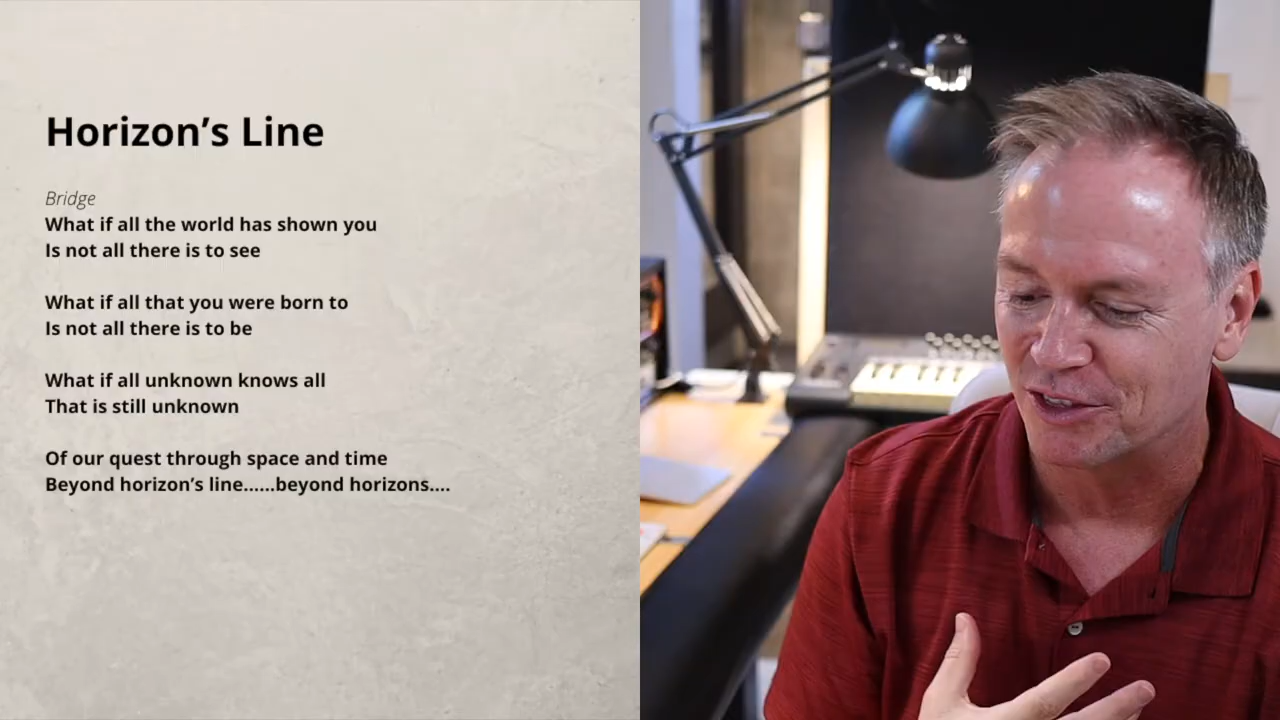 Horizon’s Line
Bridge
What if all the world has shown you
Is not all there is to see
What if all that you were born to
Is not all there is to be
What if all unknown knows all
That is still unknown
Of our quest through space and time
Beyond horizon’s line......beyond horizons....